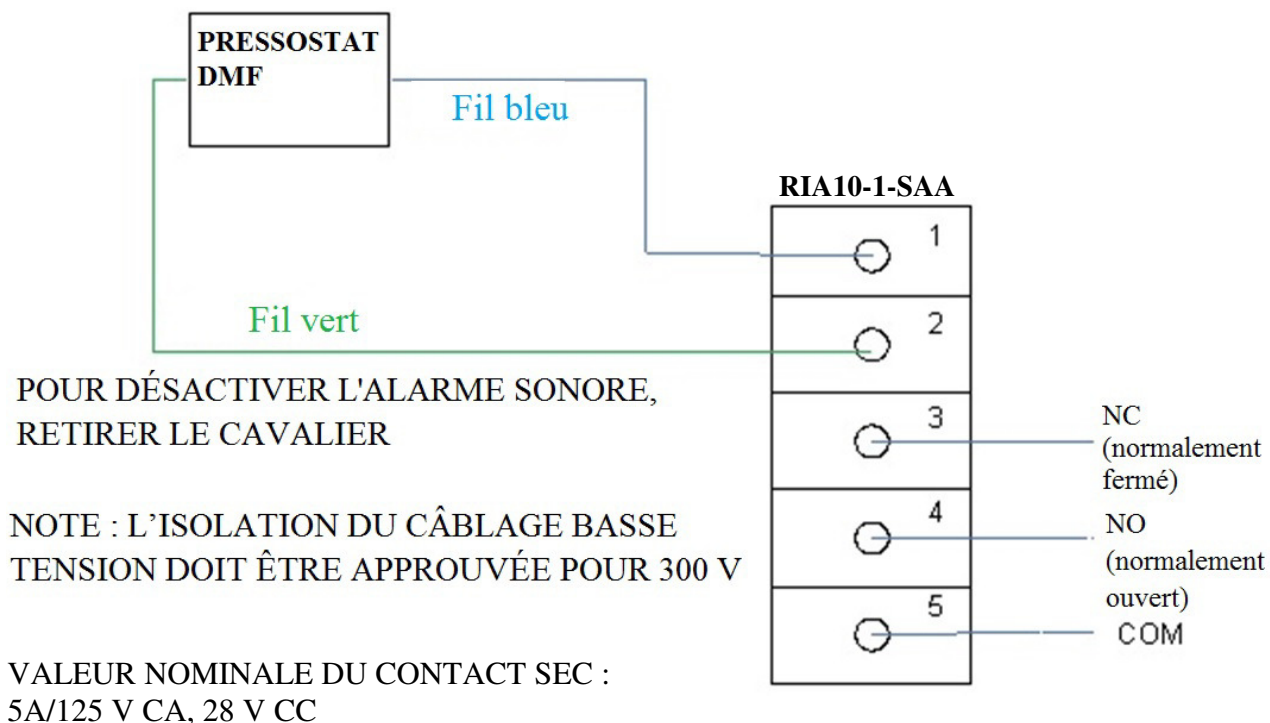 PRESSOSTAT
DMF
Fil bleu
RIA10-1-SAA
1
Fil vert
2
POUR DÉSACTIVER L'ALARME SONORE,
RETIRER LE CAVALIER
3
NC
(normalement
fermé)
NOTE : L’ISOLATION DU CÂBLAGE BASSE
TENSION DOIT ÊTRE APPROUVÉE POUR 300 V
4
NO
(normalement
ouvert)
5
COM
VALEUR NOMINALE DU CONTACT SEC :
5A/125 V CA, 28 V CC